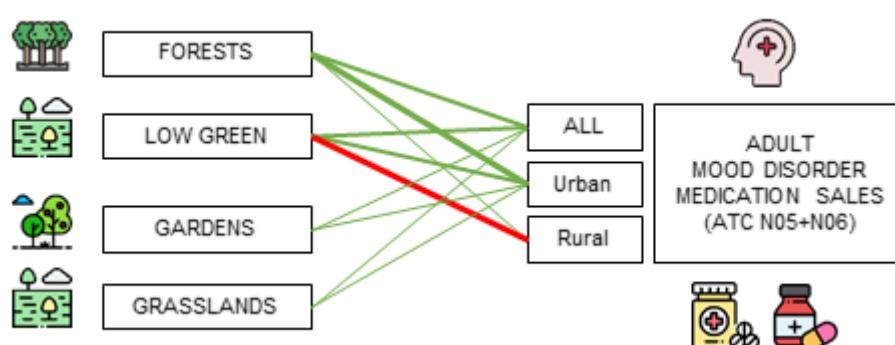 FORESTS
LOW GREEN
GARDENS
GRASSLANDS
ALL
Urban
Rural
ADULT
MOOD DISORDER
MEDICATION SALES
(ATC N05+N06)